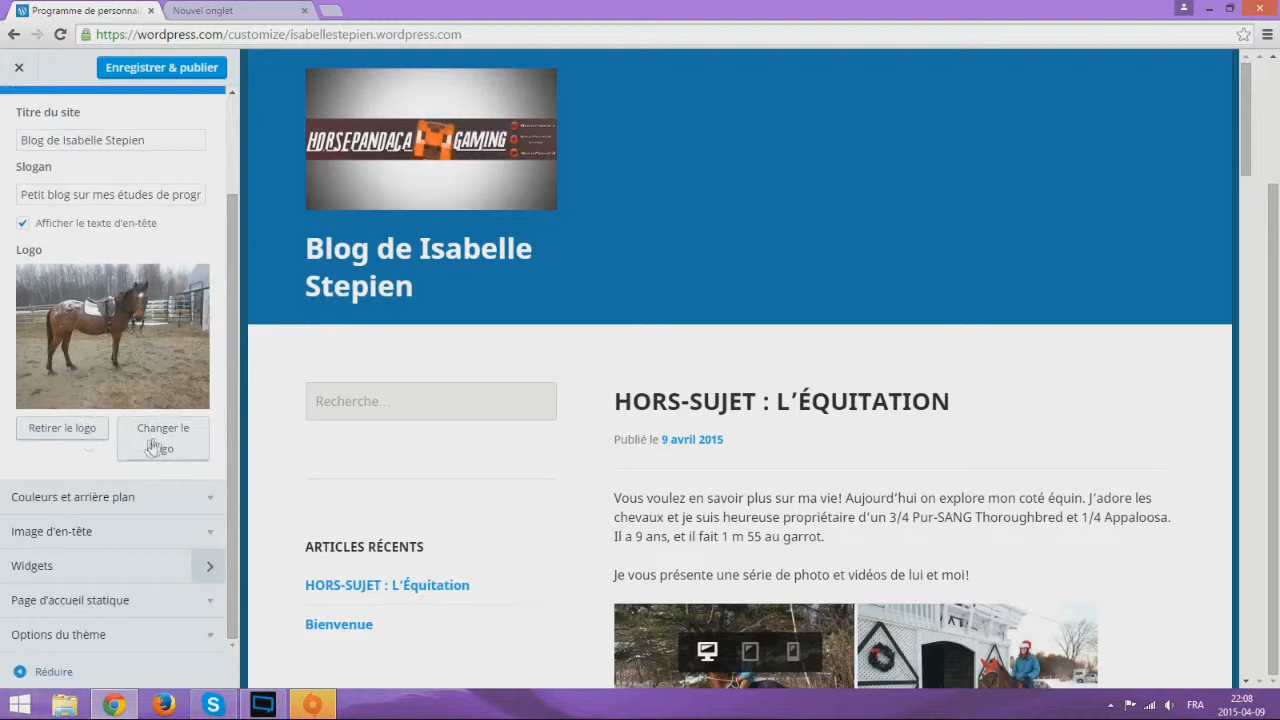 Programme de personnal
Nouvel onglet
https://wordpress.com/customize/isabellestepien.wordpress.com
Enregistrer & publier
Titre du site
Blog de Isabelle Stepien
Slogan
Petit blog sur mes études de progr
Afficher le texte d'en-tête
Logo
Retirer le logo
Changer le
Couleurs et arrière plan
Image d'en-tête
Widgets
Page d'accueil statique
Options du thème
Réduire
HORSEPANDACA GAMING
Blog de Isabelle
Stepien
Recherche…
ARTICLES RÉCENTS
HORS-SUJET : L'Équitation
Bienvenue
HORS-SUJET : L'ÉQUITATION
Publié le 9 avril 2015
Vous voulez en savoir plus sur ma vie! Aujourd'hui on explore mon coté équin. J'adore les
chevaux et je suis heureuse propriétaire d'un 3/4 Pur-SANG Thoroughbred et 1/4 Appaloosa.
Il a 9 ans, et il fait 1 m 55 au garrot.
Je vous présente une série de photo et vidéos de lui et moi!
FRA
22:08
2015-04-09